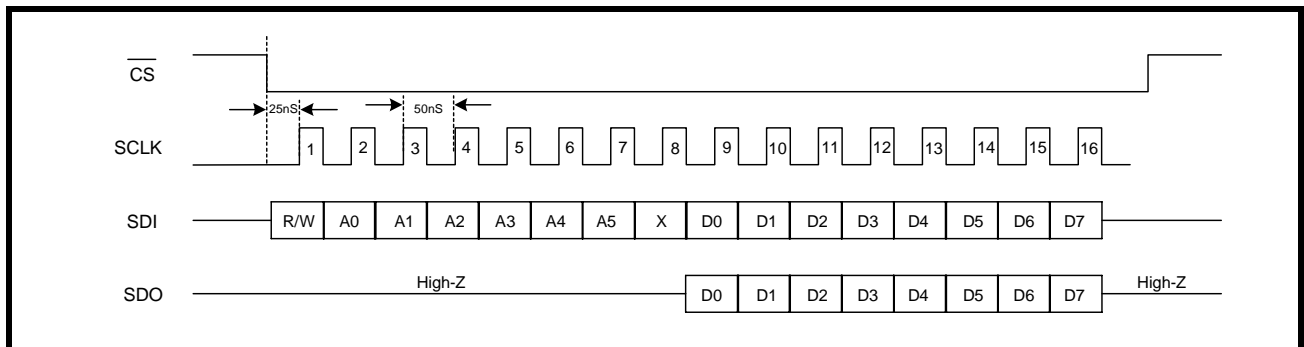 CS
25nS 50nS
SCLK 1 2 3 4 5 6 7 8 9 10 11 12 13 14 15 16
SDI R/W A0 A1 A2 A3 A4 A5 X D0 D1 D2 D3 D4 D5 D6 D7
High-Z High-Z
SDO D0 D1 D2 D3 D4 D5 D6 D7